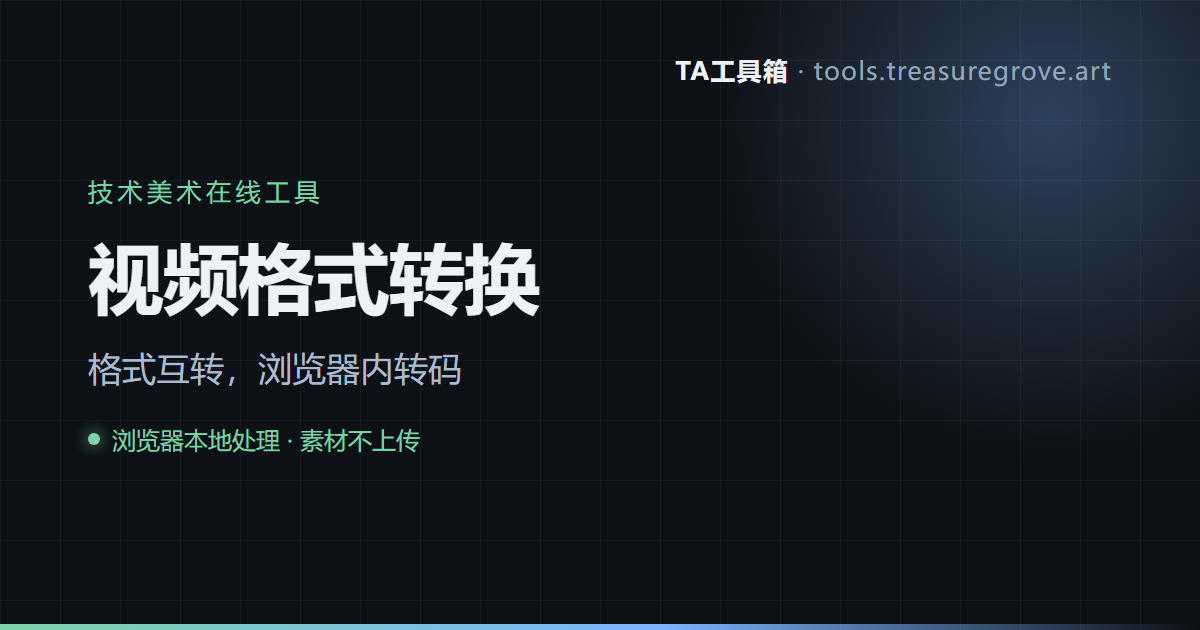 TA工具箱 · tools.treasuregrove.art
技术美术在线工具
视频格式转换
格式互转，浏览器内转码
浏览器本地处理 · 素材不上传